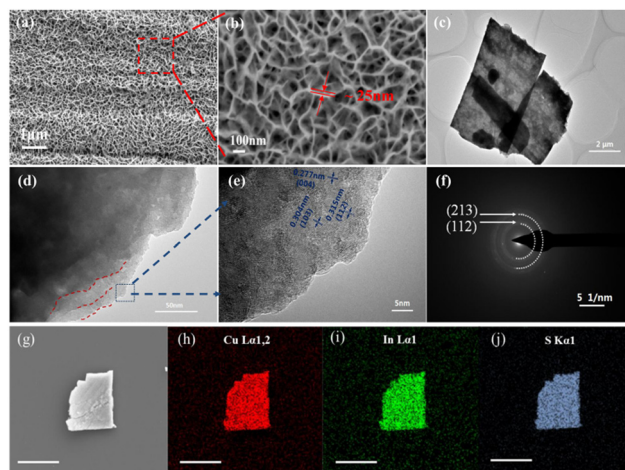 (a)
1μm
(b)
~ 25nm
100nm
(c)
2 μm
(d)
50nm
(e)
0.277nm
(004)
0.304nm
(103)
0.315nm
(112)
5nm
(f)
(213)
(112)
5 1/nm
(g)
(h) Cu Lα1,2
(i) In Lα1
(j) S Kα1